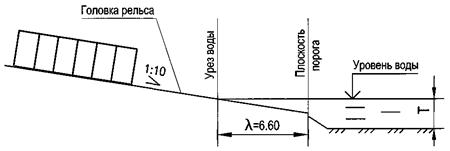 Головка рельса
1:10
Урез воды
Плоскость
порога
Уровень воды
λ=6.60
T